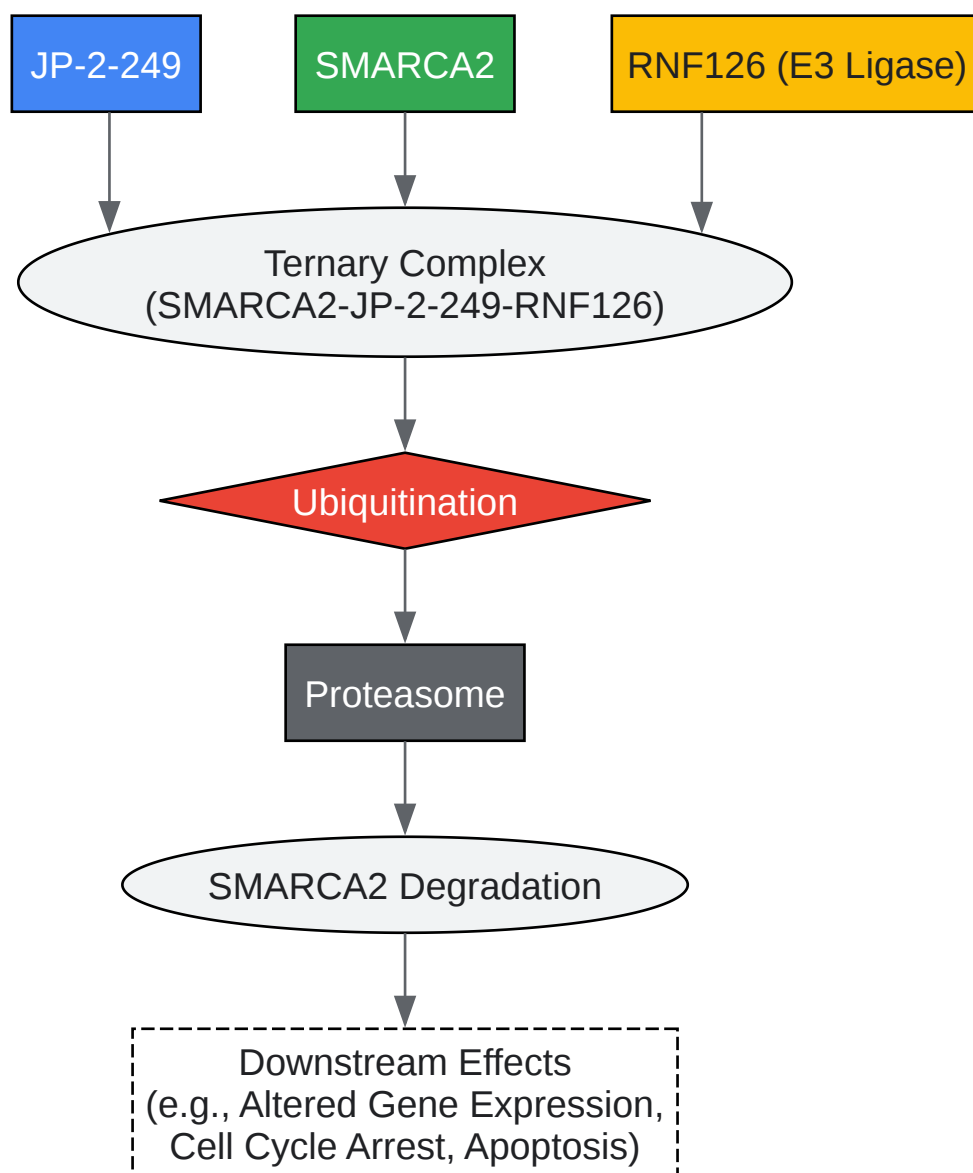 JP-2-249
SMARCA2
RNF126 (E3 Ligase)
Ternary Complex
(SMARCA2-JP-2-249-RNF126)
Ubiquitination
Proteasome
SMARCA2 Degradation
Downstream Effects
(e.g., Altered Gene Expression,
Cell Cycle Arrest, Apoptosis)